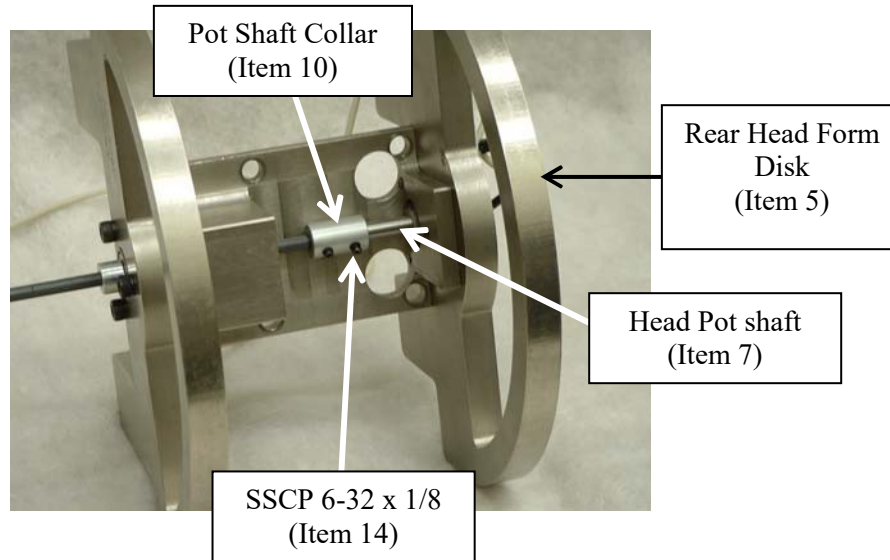 Pot Shaft Collar
(Item 10)
Rear Head Form
Disk
(Item 5)
Head Pot shaft
(Item 7)
SSCP 6-32 x 1/8
(Item 14)